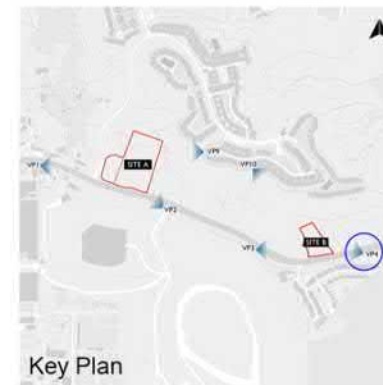 VP9
VP1
SITE A
VP10
VP2
VP3
SITE B
VP4
Key Plan